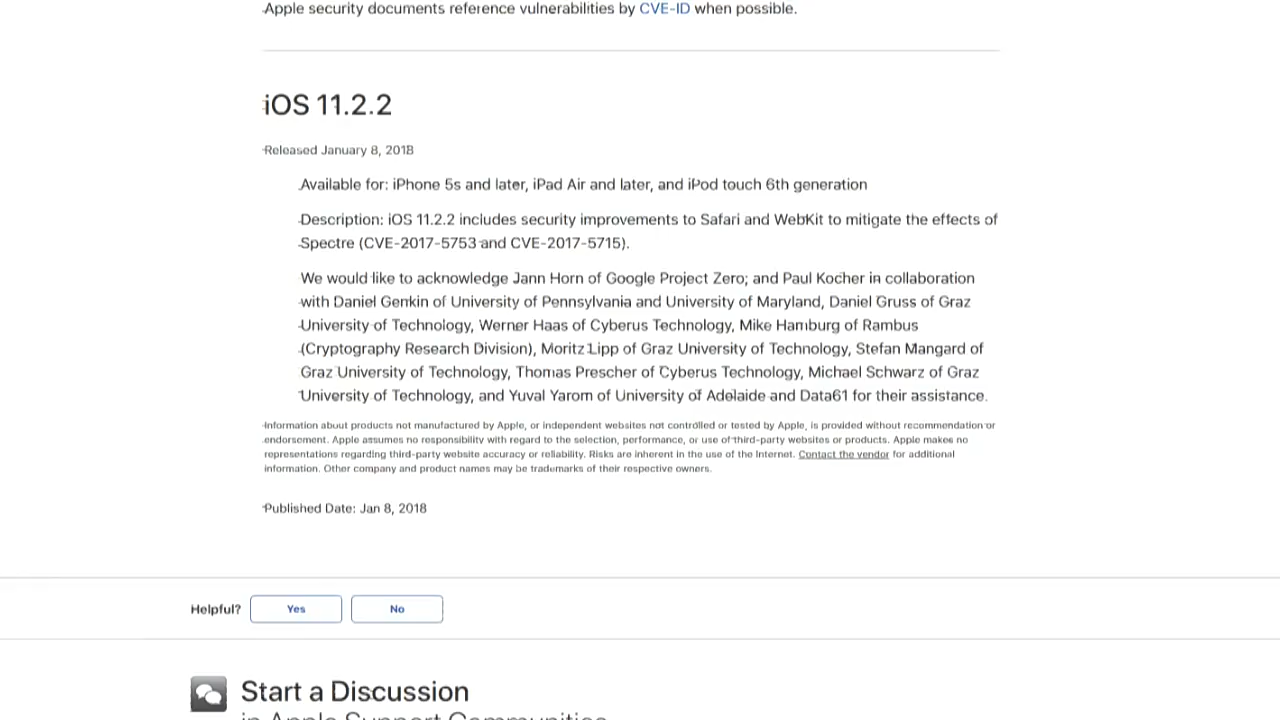 Apple security documents reference vulnerabilities by CVE-ID when possible.
iOS 11.2.2
Released January 8, 2018
Available for: iPhone 5s and later, iPad Air and later, and iPod touch 6th generation
Description: iOS 11.2.2 includes security improvements to Safari and WebKit to mitigate the effects of
Spectre (CVE-2017-5753 and CVE-2017-5715).
We would like to acknowledge Jann Horn of Google Project Zero; and Paul Kocher in collaboration
with Daniel Genkin of University of Pennsylvania and University of Maryland, Daniel Gruss of Graz
University of Technology, Werner Haas of Cyberus Technology, Mike Hamburg of Rambus
(Cryptography Research Division), Moritz Lipp of Graz University of Technology, Stefan Mangard of
Graz University of Technology, Thomas Prescher of Cyberus Technology, Michael Schwarz of Graz
University of Technology, and Yuval Yarom of University of Adelaide and Data61 for their assistance.
Information about products not manufactured by Apple, or independent websites not controlled or tested by Apple, is provided without recommendation or
endorsement. Apple assumes no responsibility with regard to the selection, performance, or use of third-party websites or products. Apple makes no
representations regarding third-party website accuracy or reliability. Risks are inherent in the use of the Internet. Contact the vendor for additional
information. Other company and product names may be trademarks of their respective owners.
Published Date: Jan 8, 2018
Helpful? Yes No
Start a Discussion
in Apple Support Communities